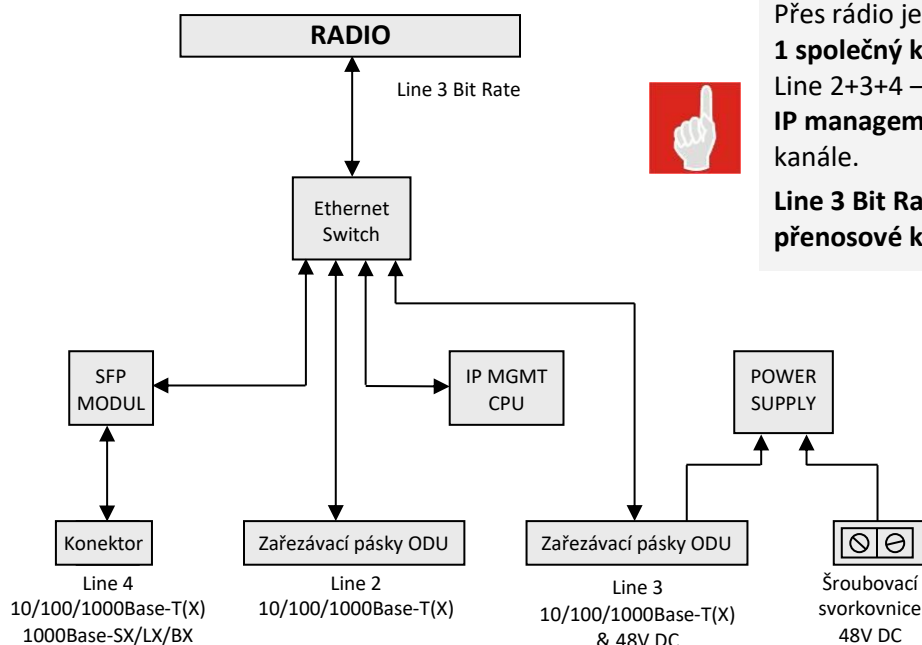 RADIO
Line 3 Bit Rate
Přes rádio je
1 společný k
Line 2+3+4 –
IP managem
kanále.
Line 3 Bit Ra
přenosové k
Ethernet
Switch
SFP
MODUL
IP MGMT
CPU
POWER
SUPPLY
Konektor
Line 4
10/100/1000Base-T(X)
1000Base-SX/LX/BX
Zařezávací pásky ODU
Line 2
10/100/1000Base-T(X)
Zařezávací pásky ODU
Line 3
10/100/1000Base-T(X)
& 48V DC
Šroubovací
svorkovnice
48V DC